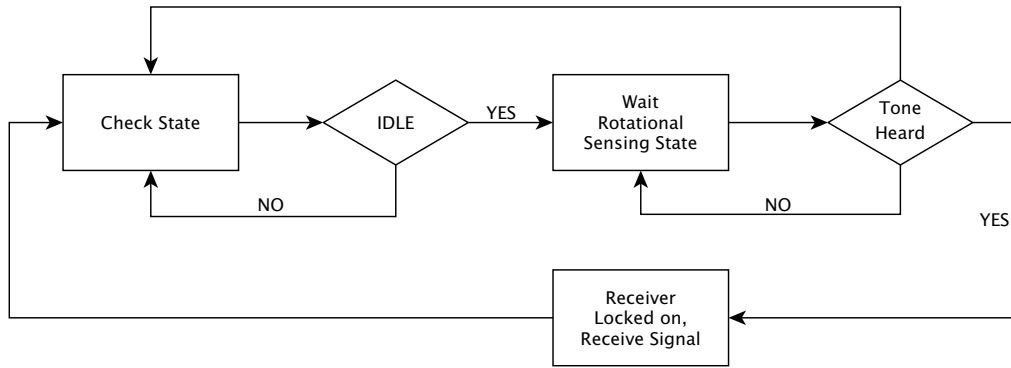 Check State
IDLE
YES
NO
Wait
Rotational
Sensing State
Tone
Heard
NO
YES
Receiver
Locked on,
Receive Signal